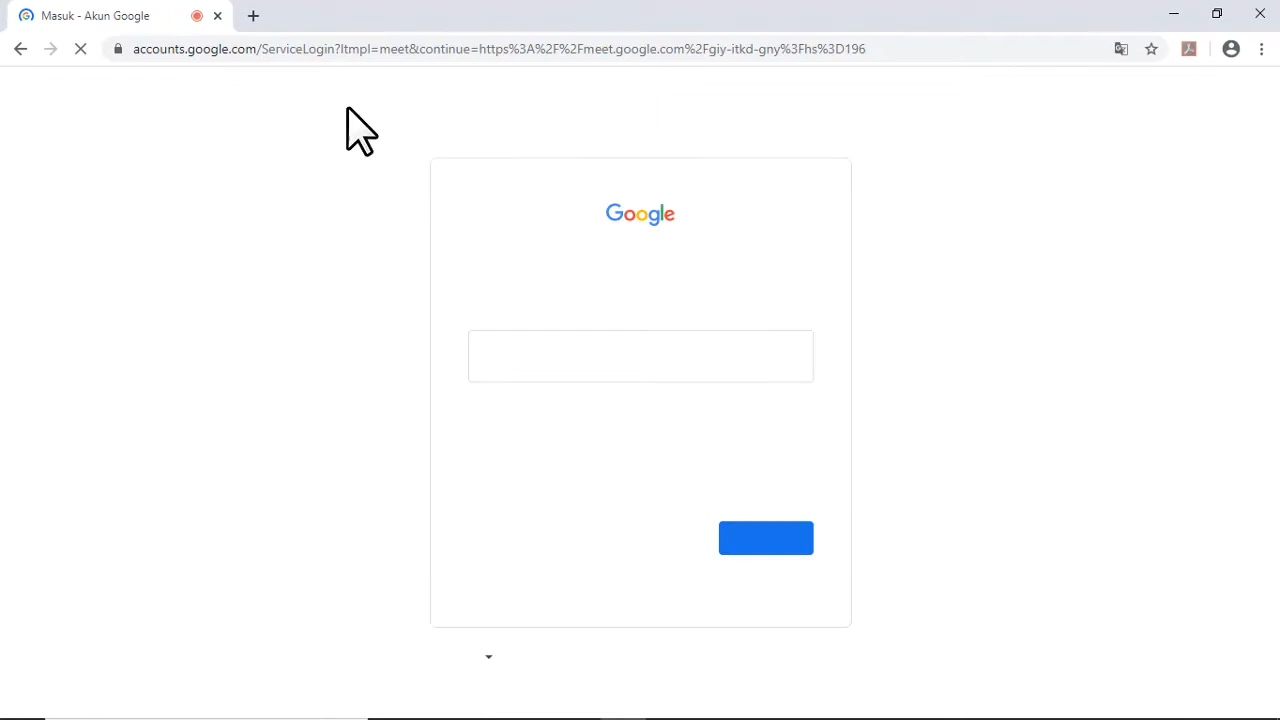 Masuk - Akun Google
accounts.google.com/ServiceLogin?ltmpl=meet&continue=https%3A%2F%2Fmeet.google.com%2Fgiy-itkd-gny%3Fhs%3D196
Google